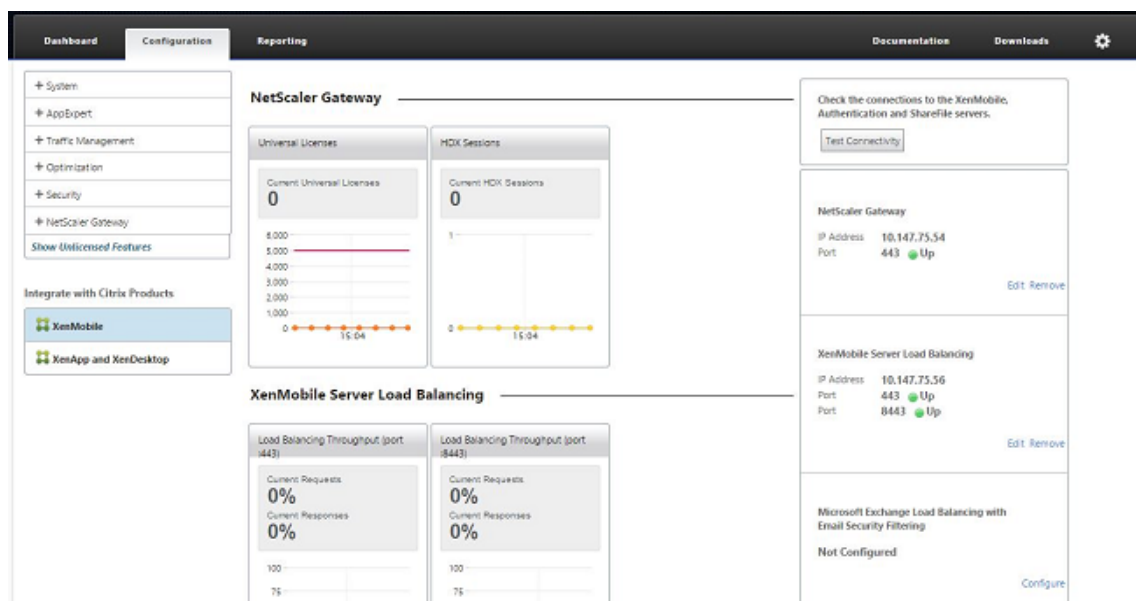 Dashboard
Configuration
Reporting
Documentation
Downloads
+ System
+ AppExpert
+ Traffic Management
+ Optimization
+ Security
+ NetScaler Gateway
Show Unlicensed Features
Integrate with Citrix Products
XenMobile
XenApp and XenDesktop
NetScaler Gateway
Universal Licenses
Current Universal Licenses
0
6,000
5,000
4,000
3,000
2,000
1,000
0
15:04
HDX Sessions
Current HDX Sessions
0
1
0
15:04
XenMobile Server Load Balancing
Load Balancing Throughput (port
:443)
Current Requests
0%
Current Responses
0%
100
75
Load Balancing Throughput (port
:8443)
Current Requests
0%
Current Responses
0%
100
75
Check the connections to the XenMobile,
Authentication and ShareFile servers.
Test Connectivity
NetScaler Gateway
IP Address 10.147.75.54
Port 443 Up
Edit Remove
XenMobile Server Load Balancing
IP Address 10.147.75.56
Port 443 Up
Port 8443 Up
Edit Remove
Microsoft Exchange Load Balancing with
Email Security Filtering
Not Configured
Configure